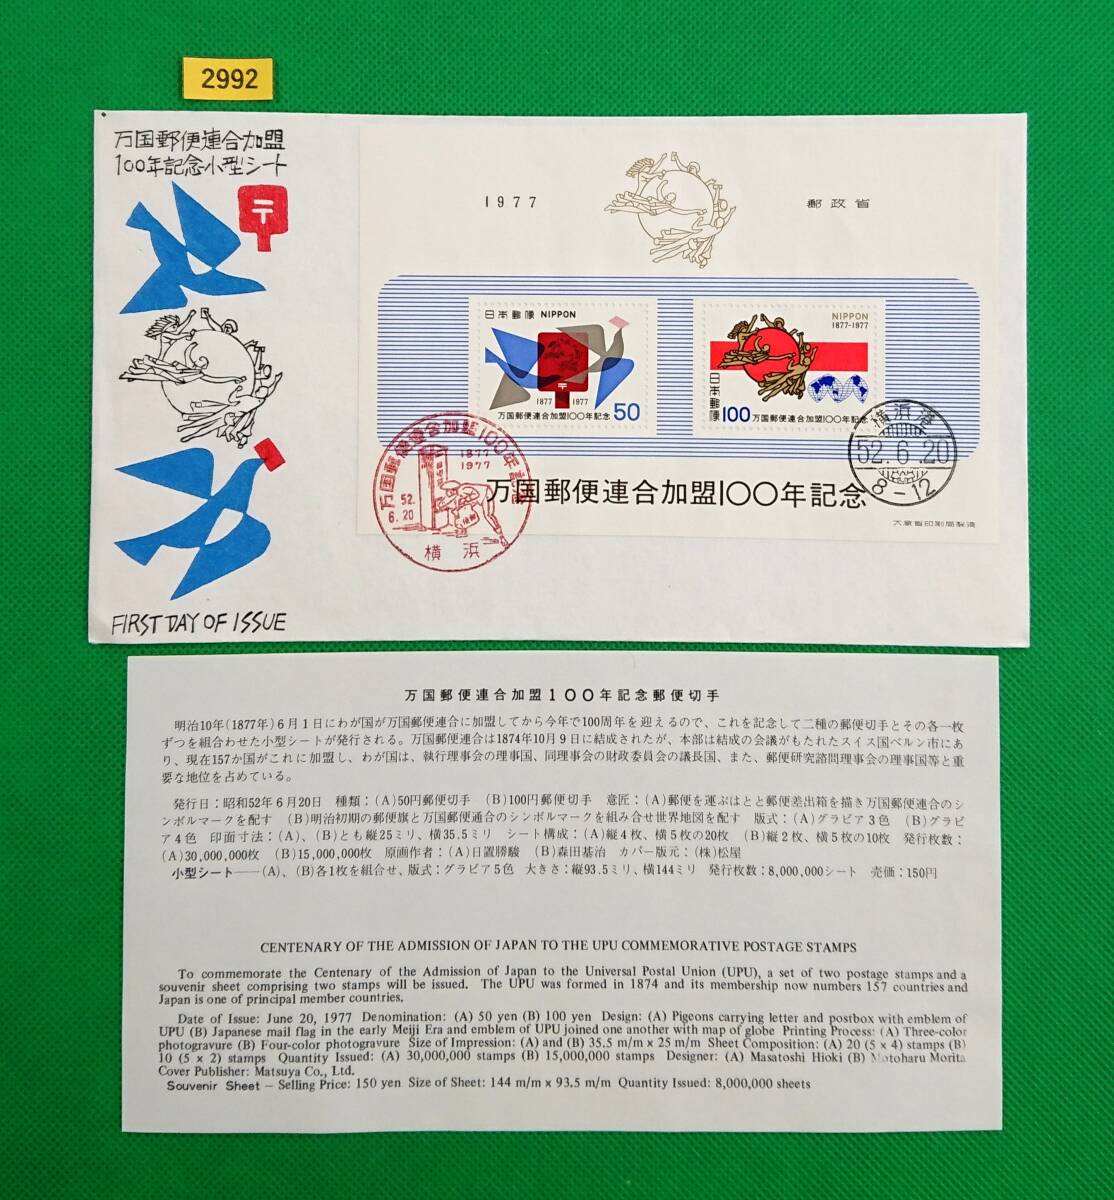 2992
万国郵便連合加盟
100年記念小型シート
〒
FIRST DAY OF ISSUE
1977
郵政省
日本郵便 NIPPON
〒
1877 1977
万国郵便連合加盟100年記念 50
NIPPON
1877-1977
日本郵便
100 万国郵便連合加盟100年記念
万国郵便連合加盟100年記念
大蔵省印刷局製造
万国郵便連合加盟100年記念
1877
1977
52.
6.20
横浜
横浜港
52.6.20
8-12
万国郵便連合加盟100年記念郵便切手
明治10年(1877年)6月1日にわが国が万国郵便連合に加盟してから今年で100周年を迎えるので、これを記念して二種の郵便切手とその各一枚
ずつを組合わせた小型シートが発行される。万国郵便連合は1874年10月9日に結成されたが、本部は結成の会議がもたれたスイス国ベルン市にあ
り、現在157か国がこれに加盟し、わが国は、執行理事会の理事国、同理事会の財政委員会の議長国、また、郵便研究諮問理事会の理事国等と重
要な地位を占めている。
発行日：昭和52年6月20日 種類：(A)50円郵便切手 (B)100円郵便切手 意匠：(A)郵便を運ぶはとと郵便差出箱を描き万国郵便連合のシ
ンボルマークを配す (B)明治初期の郵便旗と万国郵便通合のシンボルマークを組み合せ世界地図を配す 版式：(A)グラビア3色 (B)グラビ
ア4色 印面寸法：(A)、(B)とも縦25ミリ、横35.5ミリ シート構成：(A)縦4枚、横5枚の20枚 (B)縦2枚、横5枚の10枚 発行枚数：
(A)30,000,000枚 (B)15,000,000枚 原画作者：(A)日置勝駿 (B)森田基治 カバー版元：(株)松屋
小型シート――(A)、(B)各1枚を組合せ、版式：グラビア5色 大きさ：縦93.5ミリ、横144ミリ 発行枚数：8,000,000シート 売価：150円
CENTENARY OF THE ADMISSION OF JAPAN TO THE UPU COMMEMORATIVE POSTAGE STAMPS
To commemorate the Centenary of the Admission of Japan to the Universal Postal Union (UPU), a set of two postage stamps and a
souvenir sheet comprising two stamps will be issued. The UPU was formed in 1874 and its membership now numbers 157 countries and
Japan is one of principal member countries.
Date of Issue: June 20, 1977 Denomination: (A) 50 yen (B) 100 yen Design: (A) Pigeons carrying letter and postbox with emblem of
UPU (B) Japanese mail flag in the early Meiji Era and emblem of UPU joined one another with map of globe Printing Process: (A) Three-color
photogravure (B) Four-color photogravure Size of Impression: (A) and (B) 35.5 m/m × 25 m/m Sheet Composition: (A) 20 (5 × 4) stamps (B)
10 (5 × 2) stamps Quantity Issued: (A) 30,000,000 stamps (B) 15,000,000 stamps Designer: (A) Masatoshi Hioki (B) Motoharu Morita
Cover Publisher: Matsuya Co., Ltd.
Souvenir Sheet – Selling Price: 150 yen Size of Sheet: 144 m/m × 93.5 m/m Quantity Issued: 8,000,000 sheets